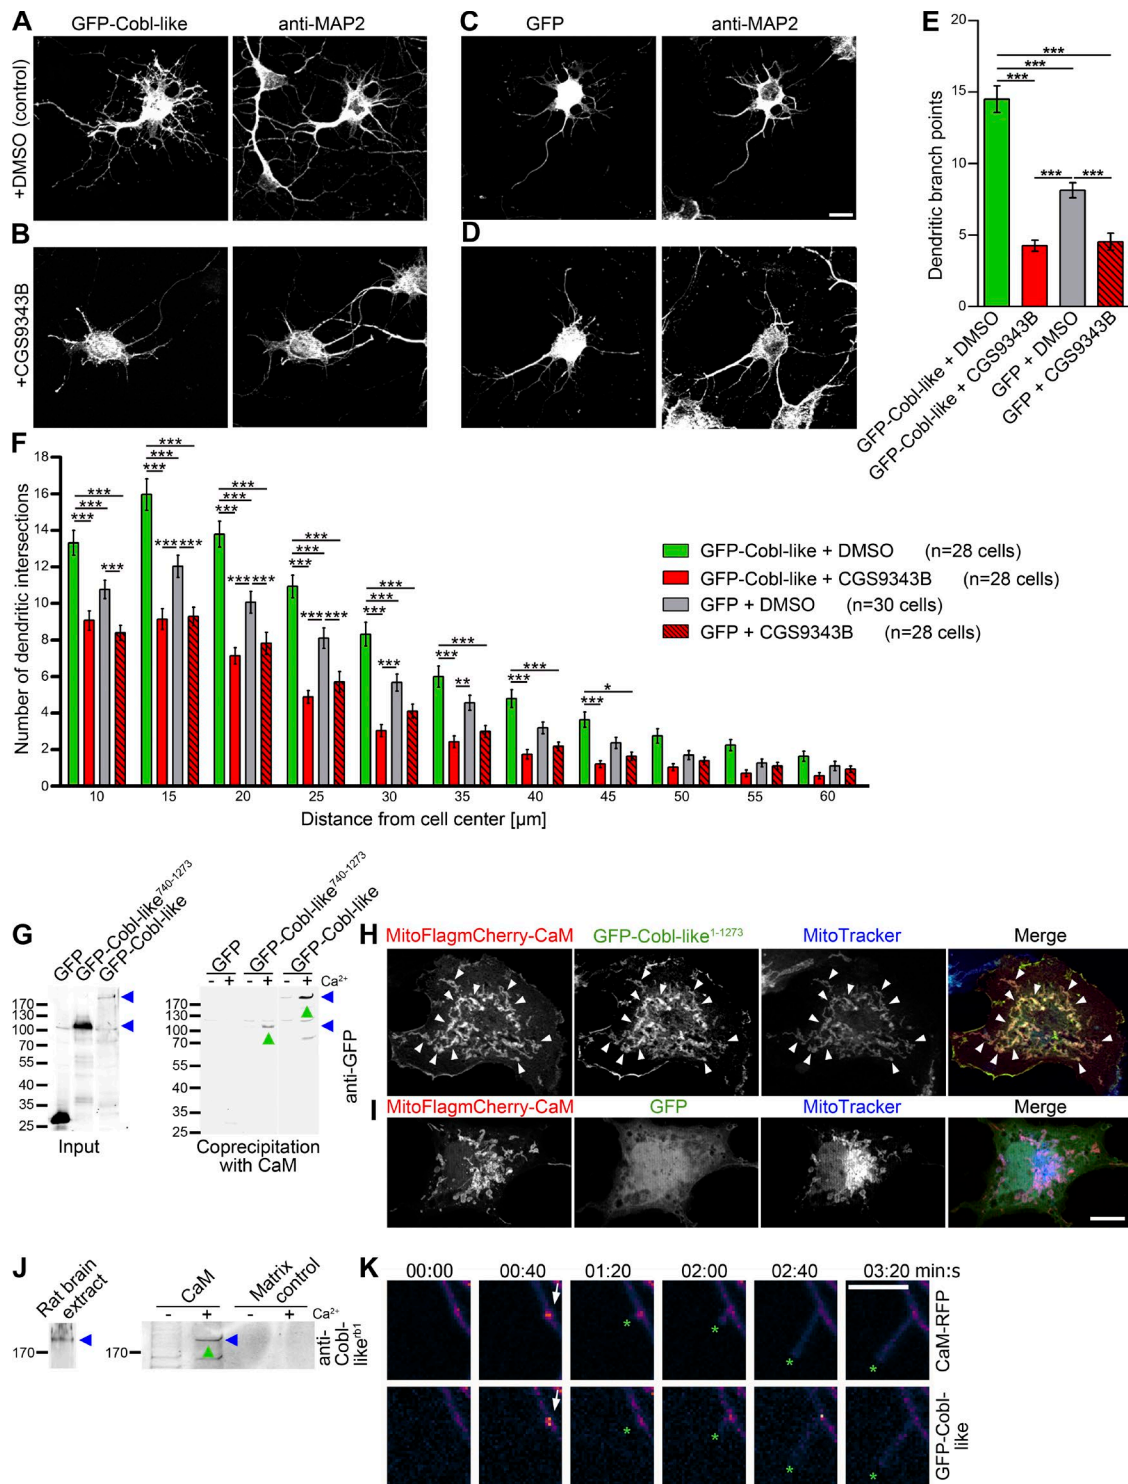 A GFP-Cobl-like anti-MAP2
C GFP anti-MAP2
E
+DMSO (control)
B
D
+CGS9343B
20
15
10
5
0
Dendritic branch points
***
***
***
*** ***
GFP-Cobl-like + DMSO
GFP-Cobl-like + CGS9343B
GFP + DMSO
GFP + CGS9343B
F
Number of dendritic intersections
18
16
14
12
10
8
6
4
2
0
*** *** *** ***
*** *** *** *** ***
*** *** *** *** ***
*** *** *** *** ***
*** *** *** ***
*** *** **
*** ***
* ***
10 15 20 25 30 35 40 45 50 55 60
Distance from cell center [µm]
GFP-Cobl-like + DMSO (n=28 cells)
GFP-Cobl-like + CGS9343B (n=28 cells)
GFP + DMSO (n=30 cells)
GFP + CGS9343B (n=28 cells)
G
GFP
GFP-Cobl-like740-1273
GFP-Cobl-like
170
130
100
70
55
40
35
25
Input
GFP
GFP-Cobl-like740-1273
GFP-Cobl-like
- + - + - + Ca2+
170
130
100
70
55
40
35
25
anti-GFP
Coprecipitation
with CaM
H MitoFlagmCherry-CaM GFP-Cobl-like1-1273 MitoTracker Merge
I MitoFlagmCherry-CaM GFP MitoTracker Merge
J
Rat brain
extract
170
CaM Matrix
control
- + - + Ca2+
170
anti-
Cobl-
likerb1
K 00:00 00:40 01:20 02:00 02:40 03:20 min:s
* * * *
CaM-RFP
* * * *
GFP-Cobl-
like